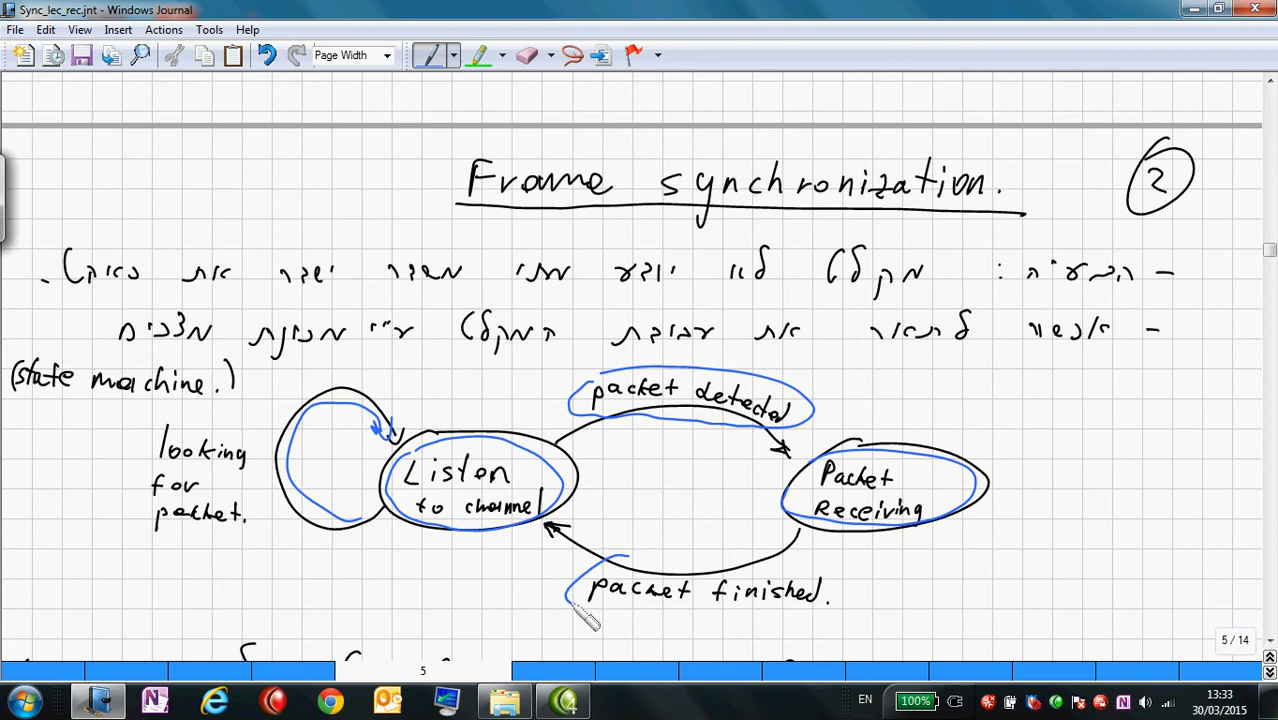 Sync_lec_rec.jnt - Windows Journal
File Edit View Insert Actions Tools Help
Page Width
Frame synchronization.
2
- הבעיה : מקלט לא יודע מתי משדר ישדר את פאקט.
- אפשר לתאר את עבודת המקלט ע"י מכונת מצבים
(state machine.)
packet detected
looking
for
packet.
Listen
to channel
Packet
Receiving
packet finished.
5 / 14
5
EN
100%
13:33
30/03/2015